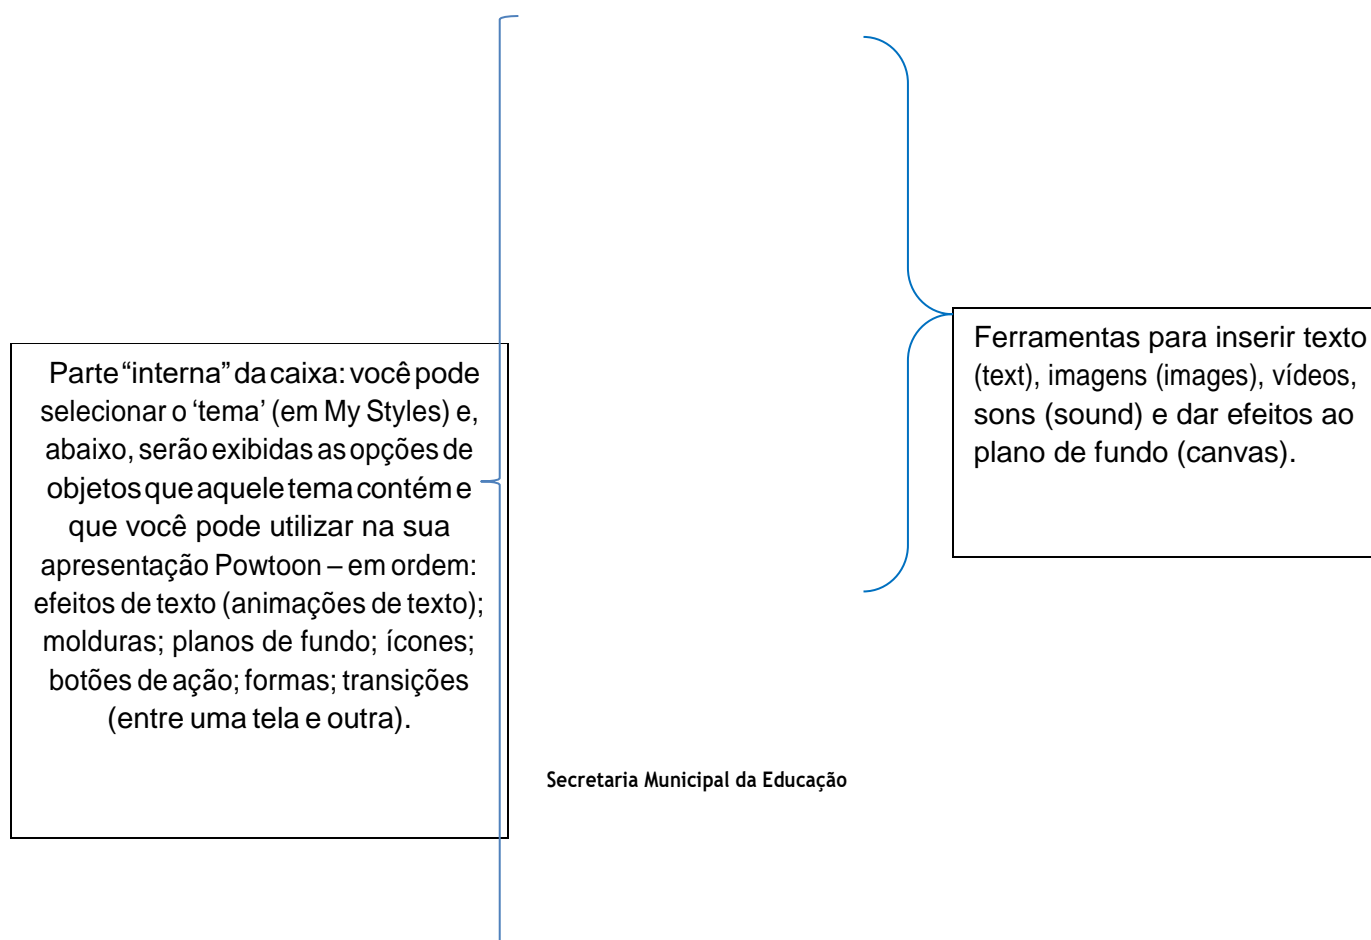 Parte “interna” da caixa: você pode
selecionar o ‘tema’ (em My Styles) e,
abaixo, serão exibidas as opções de
objetos que aquele tema contém e
que você pode utilizar na sua
apresentação Powtoon – em ordem:
efeitos de texto (animações de texto);
molduras; planos de fundo; ícones;
botões de ação; formas; transições
(entre uma tela e outra).
Ferramentas para inserir texto
(text), imagens (images), vídeos,
sons (sound) e dar efeitos ao
plano de fundo (canvas).
Secretaria Municipal da Educação